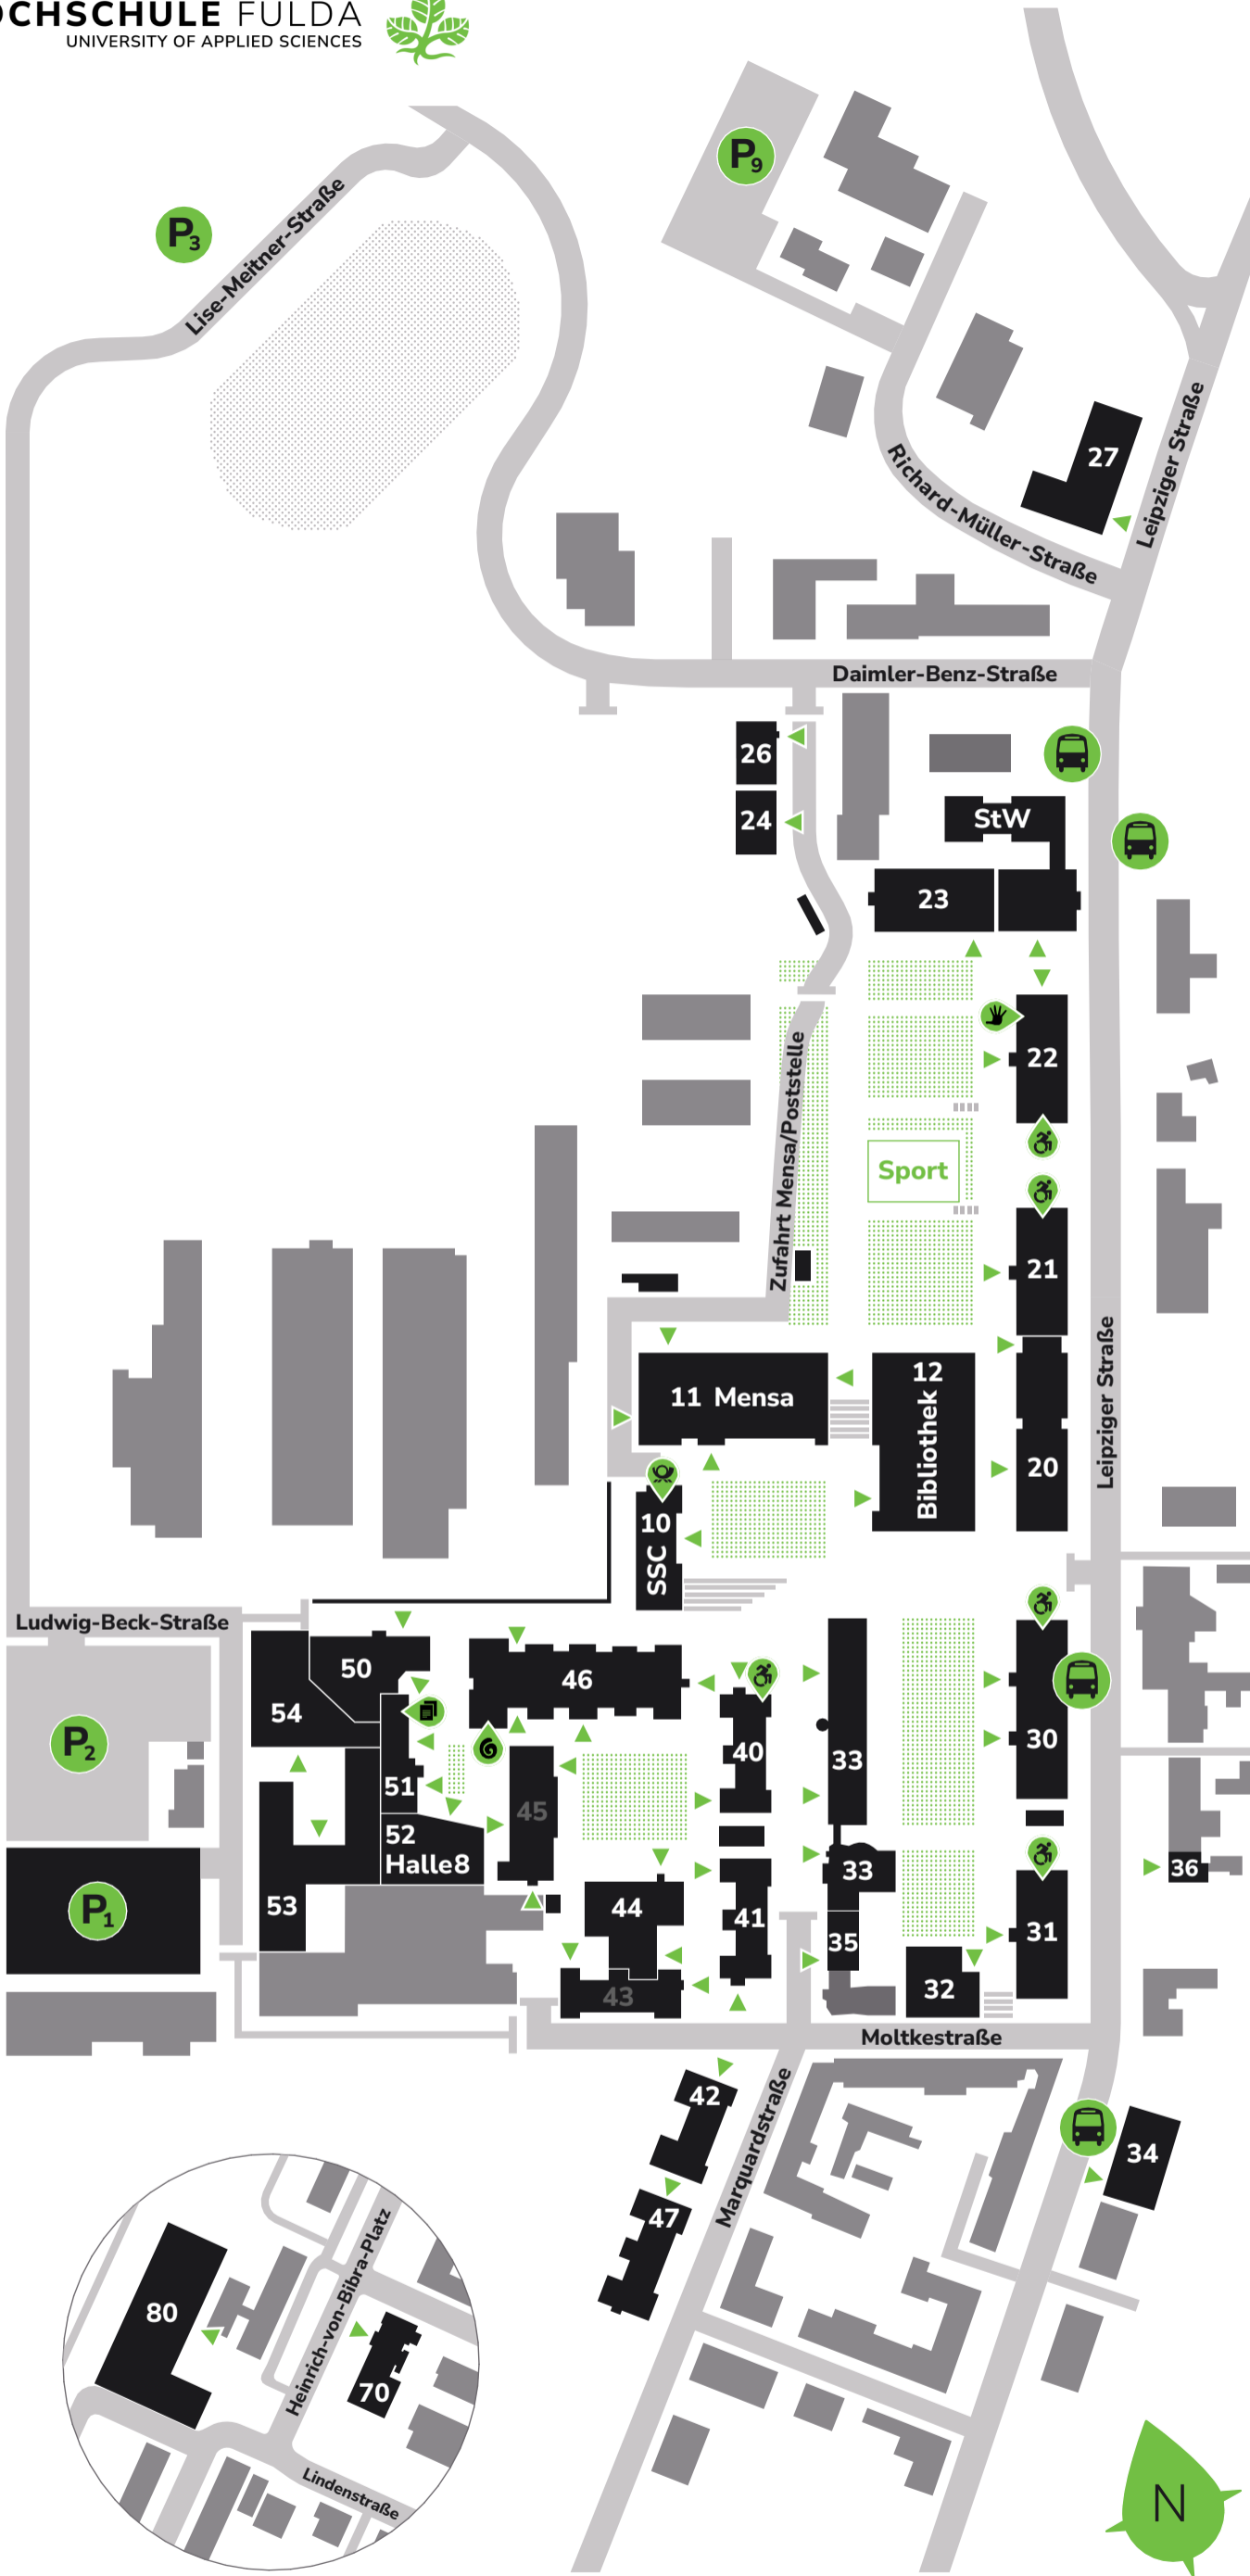 OCHSCHULE FULDA
UNIVERSITY OF APPLIED SCIENCES
P9
P3
Lise-Meitner-Straße
27
Leipziger Straße
Richard-Müller-Straße
Daimler-Benz-Straße
26
24
StW
23
22
Zufahrt Mensa/Poststelle
Sport
21
Leipziger Straße
11 Mensa
12
Bibliothek
20
10
SSC
Ludwig-Beck-Straße
50
46
54
P2
40
33
30
51
45
52
Halle8
33
36
53
P1
44
41
35
31
32
43
Moltkestraße
42
Marquardstraße
34
47
Heinrich-von-Bibra-Platz
80
70
Lindenstraße
N